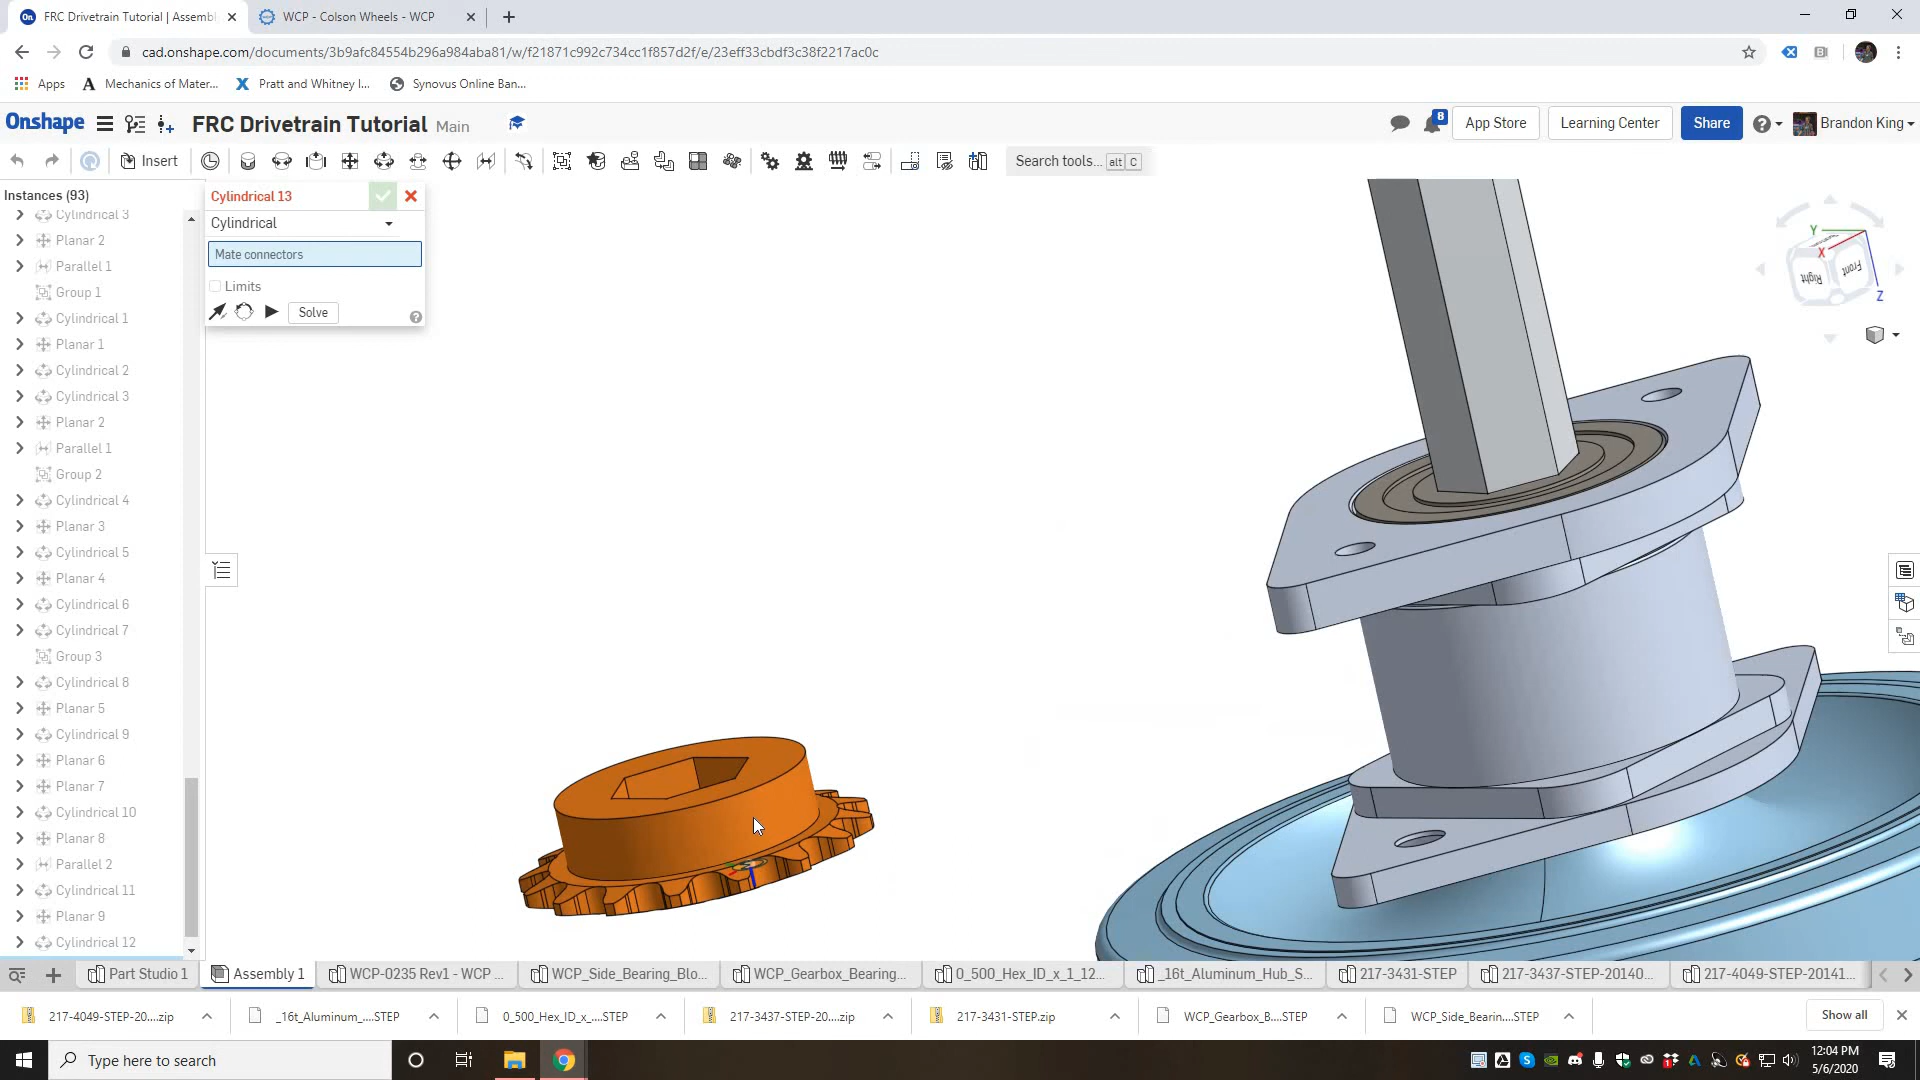 FRC Drivetrain Tutorial | Assembl
WCP - Colson Wheels - WCP
cad.onshape.com/documents/3b9afc84554b296a984aba81/w/f21871c992c734cc1f857d2f/e/23eff33cbdf3c38f2217ac0c
Apps
Mechanics of Mater...
Pratt and Whitney I...
Synovus Online Ban...
Onshape
FRC Drivetrain Tutorial Main
8
App Store
Learning Center
Share
Brandon King
Insert
Search tools... alt C
Instances (93)
Cylindrical 3
Planar 2
Parallel 1
Group 1
Cylindrical 1
Planar 1
Cylindrical 2
Cylindrical 3
Planar 2
Parallel 1
Group 2
Cylindrical 4
Planar 3
Cylindrical 5
Planar 4
Cylindrical 6
Cylindrical 7
Group 3
Cylindrical 8
Planar 5
Cylindrical 9
Planar 6
Planar 7
Cylindrical 10
Planar 8
Parallel 2
Cylindrical 11
Planar 9
Cylindrical 12
Cylindrical 13
Cylindrical
Mate connectors
Limits
Solve
Y
X
Z
Right
Front
Part Studio 1
Assembly 1
WCP-0235 Rev1 - WCP ...
WCP_Side_Bearing_Blo...
WCP_Gearbox_Bearing...
0_500_Hex_ID_x_1_12...
_16t_Aluminum_Hub_S...
217-3431-STEP
217-3437-STEP-20140...
217-4049-STEP-20141...
217-4049-STEP-20....zip
_16t_Aluminum_....STEP
0_500_Hex_ID_x_....STEP
217-3437-STEP-20....zip
217-3431-STEP.zip
WCP_Gearbox_B....STEP
WCP_Side_Bearin....STEP
Show all
Type here to search
12:04 PM
5/6/2020